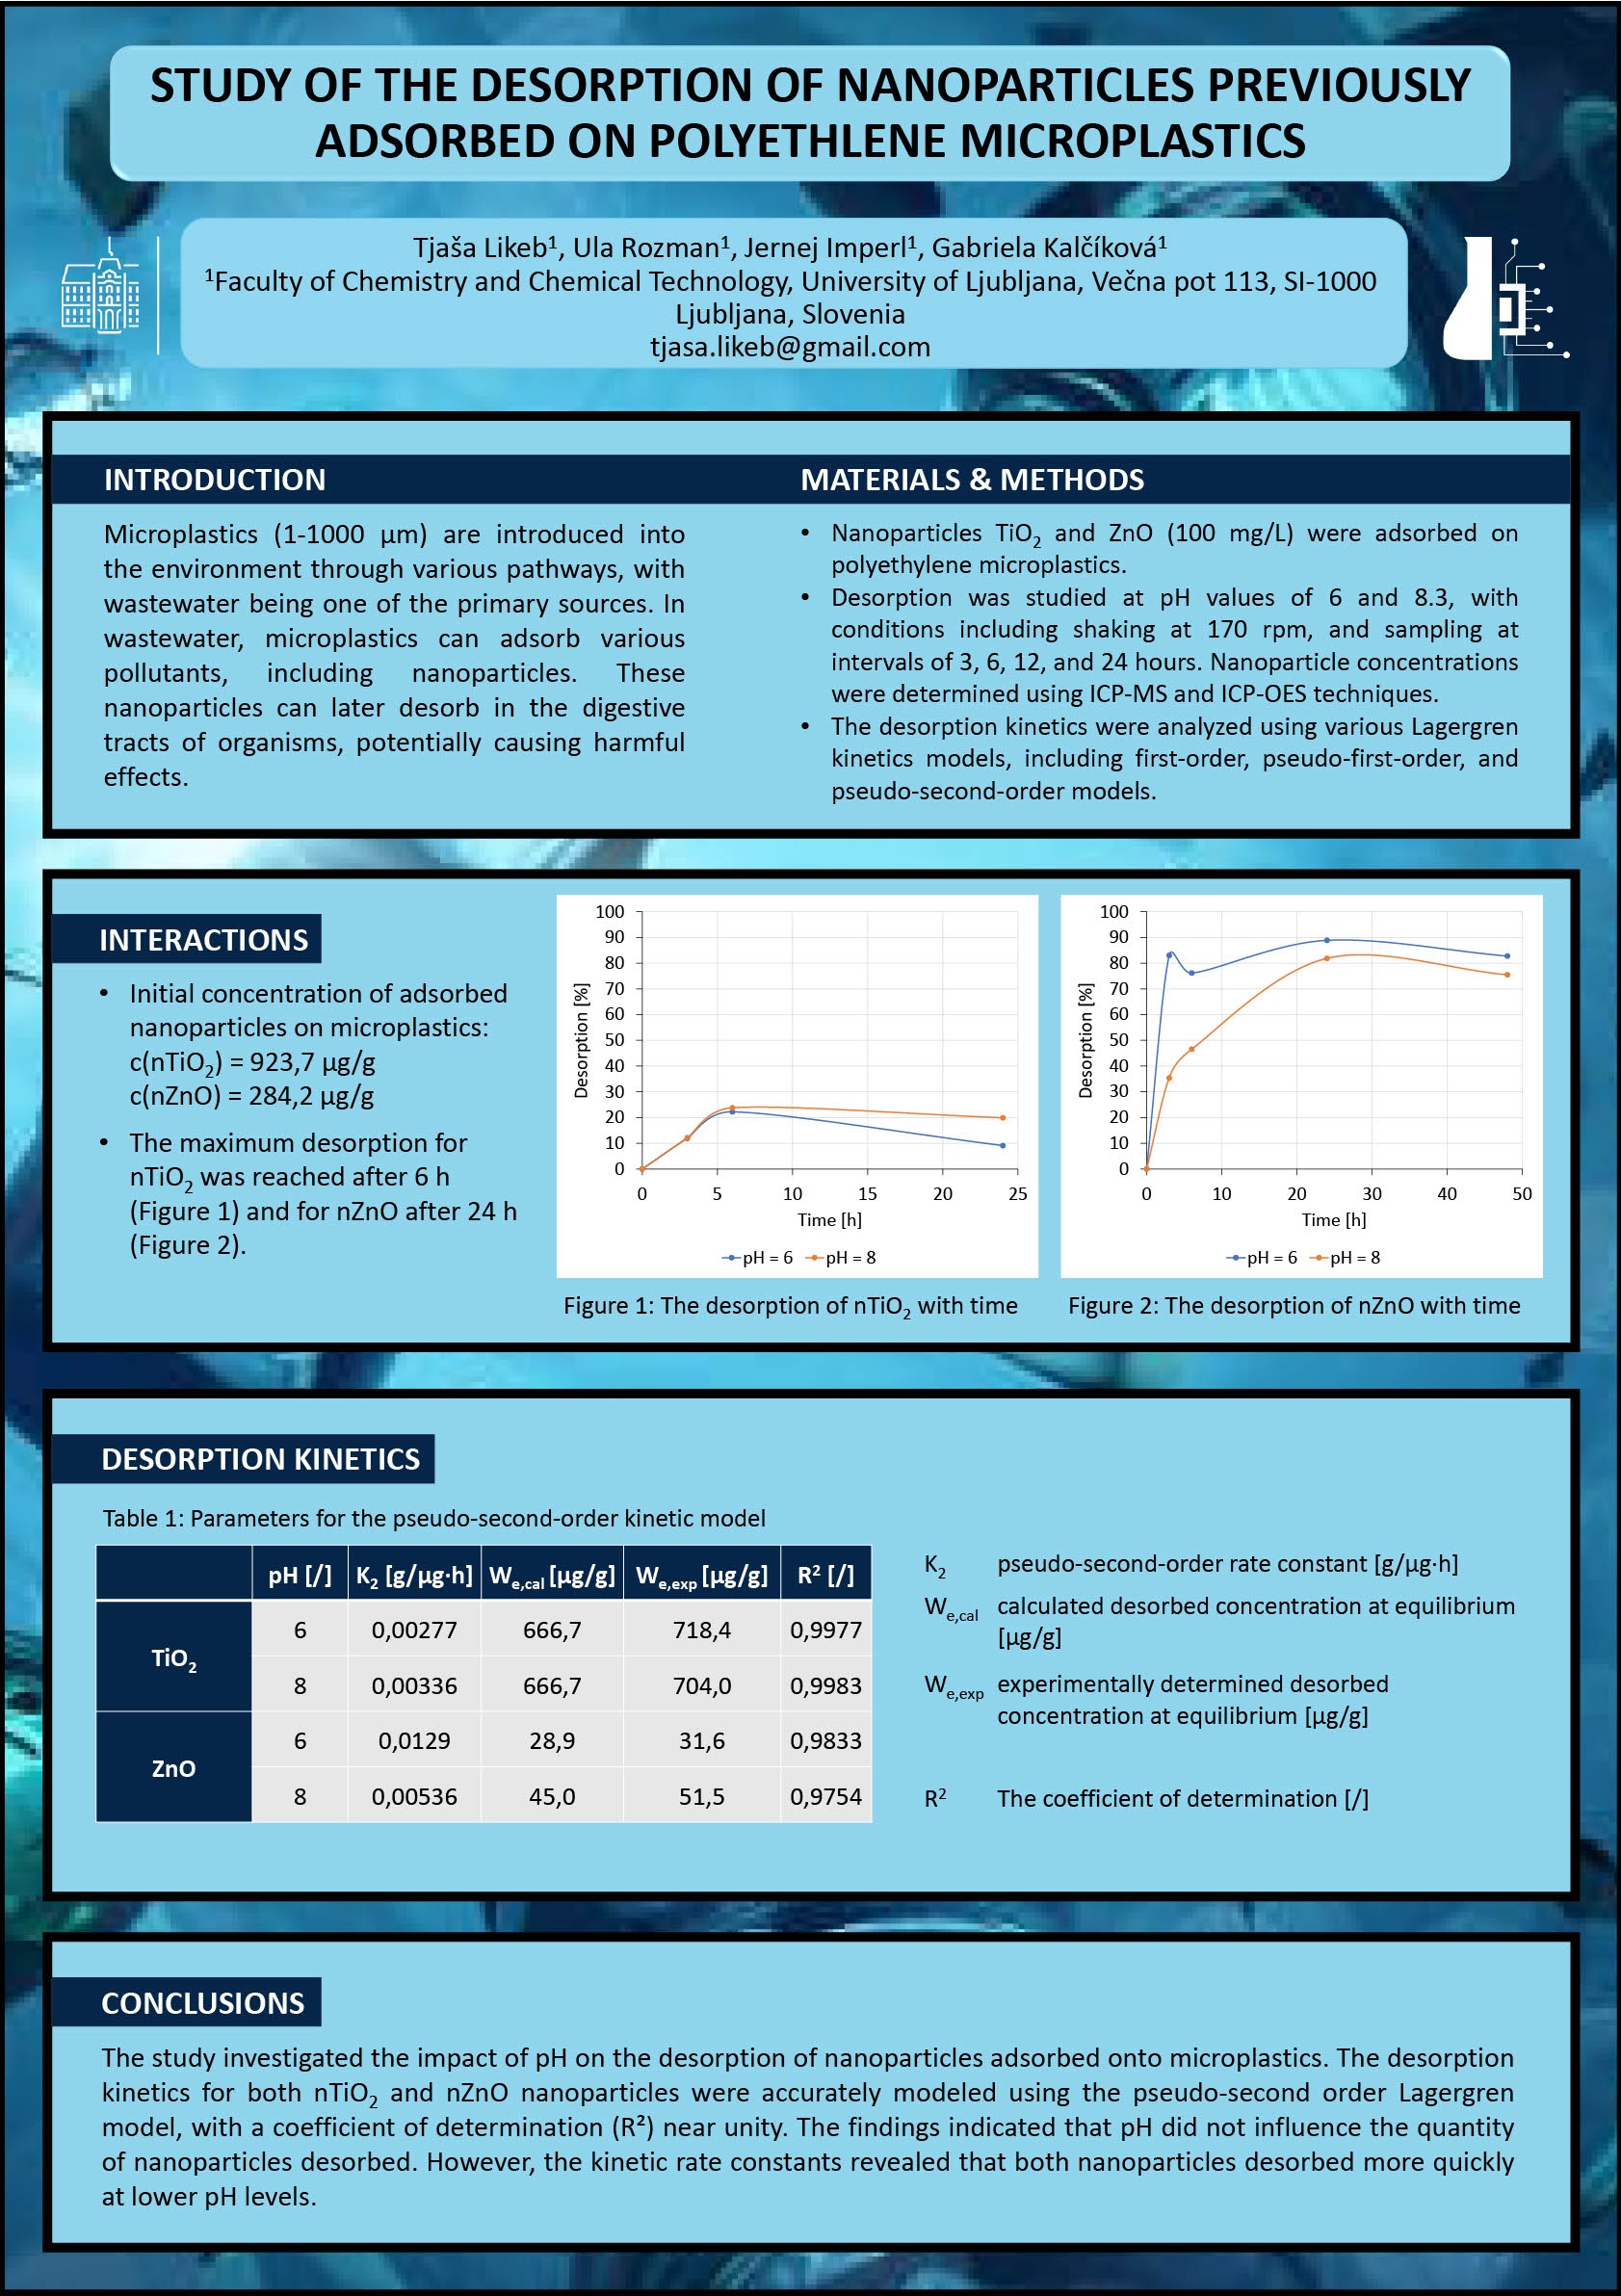 STUDY OF THE DESORPTION OF NANOPARTICLES PREVIOUSLY
ADSORBED ON POLYETHLENE MICROPLASTICS
Tjaša Likeb¹, Ula Rozman¹, Jernej Imperl¹, Gabriela Kalčíková¹
¹Faculty of Chemistry and Chemical Technology, University of Ljubljana, Večna pot 113, SI-1000
Ljubljana, Slovenia
tjasa.likeb@gmail.com
INTRODUCTION
Microplastics (1-1000 µm) are introduced into
the environment through various pathways, with
wastewater being one of the primary sources. In
wastewater, microplastics can adsorb various
pollutants, including nanoparticles. These
nanoparticles can later desorb in the digestive
tracts of organisms, potentially causing harmful
effects.
MATERIALS & METHODS
• Nanoparticles TiO₂ and ZnO (100 mg/L) were adsorbed on
polyethylene microplastics.
• Desorption was studied at pH values of 6 and 8.3, with
conditions including shaking at 170 rpm, and sampling at
intervals of 3, 6, 12, and 24 hours. Nanoparticle concentrations
were determined using ICP-MS and ICP-OES techniques.
• The desorption kinetics were analyzed using various Lagergren
kinetics models, including first-order, pseudo-first-order, and
pseudo-second-order models.
INTERACTIONS
• Initial concentration of adsorbed
nanoparticles on microplastics:
c(nTiO₂) = 923,7 µg/g
c(nZnO) = 284,2 µg/g
• The maximum desorption for
nTiO₂ was reached after 6 h
(Figure 1) and for nZnO after 24 h
(Figure 2).
Desorption [%]
100
90
80
70
60
50
40
30
20
10
0
0 5 10 15 20 25
Time [h]
pH = 6 pH = 8
Figure 1: The desorption of nTiO₂ with time
Desorption [%]
100
90
80
70
60
50
40
30
20
10
0
0 10 20 30 40 50
Time [h]
pH = 6 pH = 8
Figure 2: The desorption of nZnO with time
DESORPTION KINETICS
Table 1: Parameters for the pseudo-second-order kinetic model
pH [/] K₂ [g/µg·h] We,cal [µg/g] We,exp [µg/g] R² [/]
TiO₂
6 0,00277 666,7 718,4 0,9977
8 0,00336 666,7 704,0 0,9983
ZnO
6 0,0129 28,9 31,6 0,9833
8 0,00536 45,0 51,5 0,9754
K₂ pseudo-second-order rate constant [g/µg·h]
We,cal calculated desorbed concentration at equilibrium
[µg/g]
We,exp experimentally determined desorbed
concentration at equilibrium [µg/g]
R² The coefficient of determination [/]
CONCLUSIONS
The study investigated the impact of pH on the desorption of nanoparticles adsorbed onto microplastics. The desorption
kinetics for both nTiO₂ and nZnO nanoparticles were accurately modeled using the pseudo-second order Lagergren
model, with a coefficient of determination (R²) near unity. The findings indicated that pH did not influence the quantity
of nanoparticles desorbed. However, the kinetic rate constants revealed that both nanoparticles desorbed more quickly
at lower pH levels.